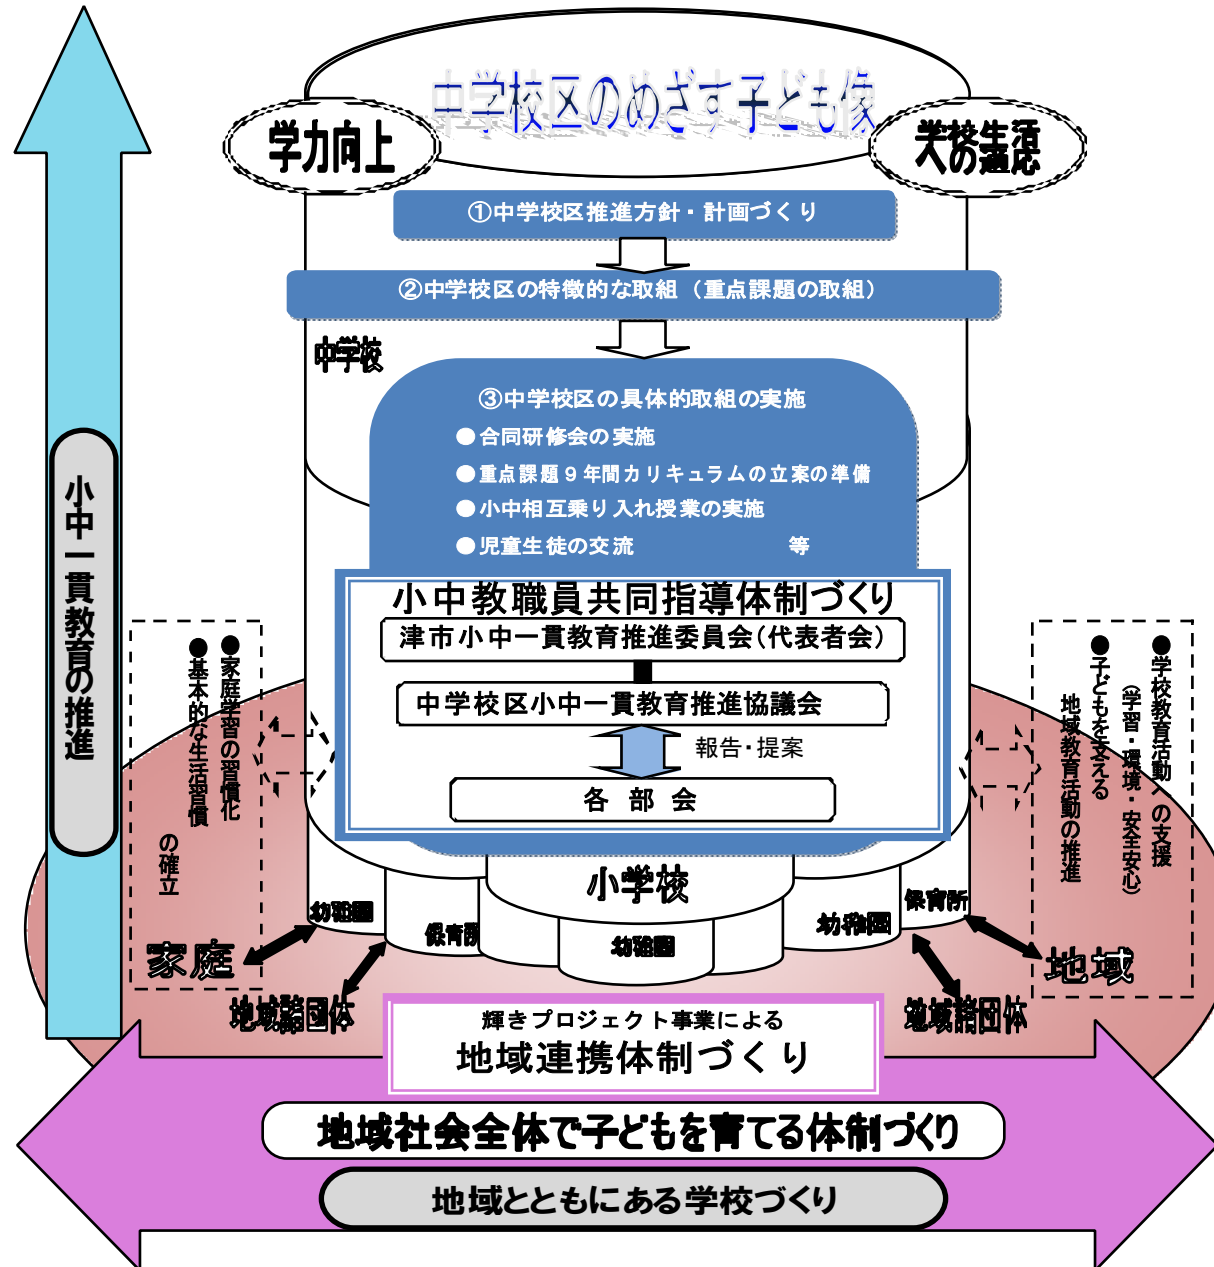 中学校区のめざす子ども像
学力向上
学校生活
への適応
①中学校区推進方針・計画づくり
②中学校区の特徴的な取組（重点課題の取組）
中学校
③中学校区の具体的取組の実施
●合同研修会の実施
●重点課題９年間カリキュラムの立案の準備
●小中相互乗り入れ授業の実施
●児童生徒の交流　　　　　　　等
小中一貫教育の推進
小中教職員共同指導体制づくり
津市小中一貫教育推進委員会(代表者会)
中学校区小中一貫教育推進協議会
報告・提案
各 部 会
●家庭学習の習慣化
●基本的な生活習慣
の確立
●学校教育活動への支援
（学習・環境・安全安心）
●子どもを支える
地域教育活動の推進
小学校
幼稚園
保育所
幼稚園
幼稚園
保育所
家庭
地域
地域諸団体
地域諸団体
輝きプロジェクト事業による
地域連携体制づくり
地域社会全体で子どもを育てる体制づくり
地域とともにある学校づくり